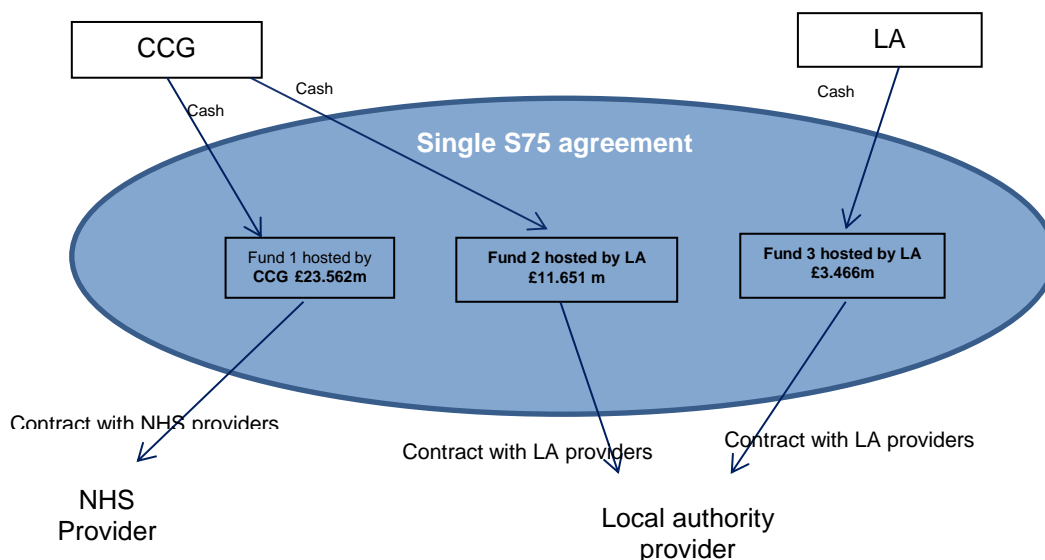 CCG
LA
Cash
Cash
Cash
Single S75 agreement
Fund 1 hosted by
CCG £23.562m
Fund 2 hosted by LA
£11.651 m
Fund 3 hosted by LA
£3.466m
Contract with NHS providers
Contract with LA providers
Contract with LA providers
NHS
Provider
Local authority
provider